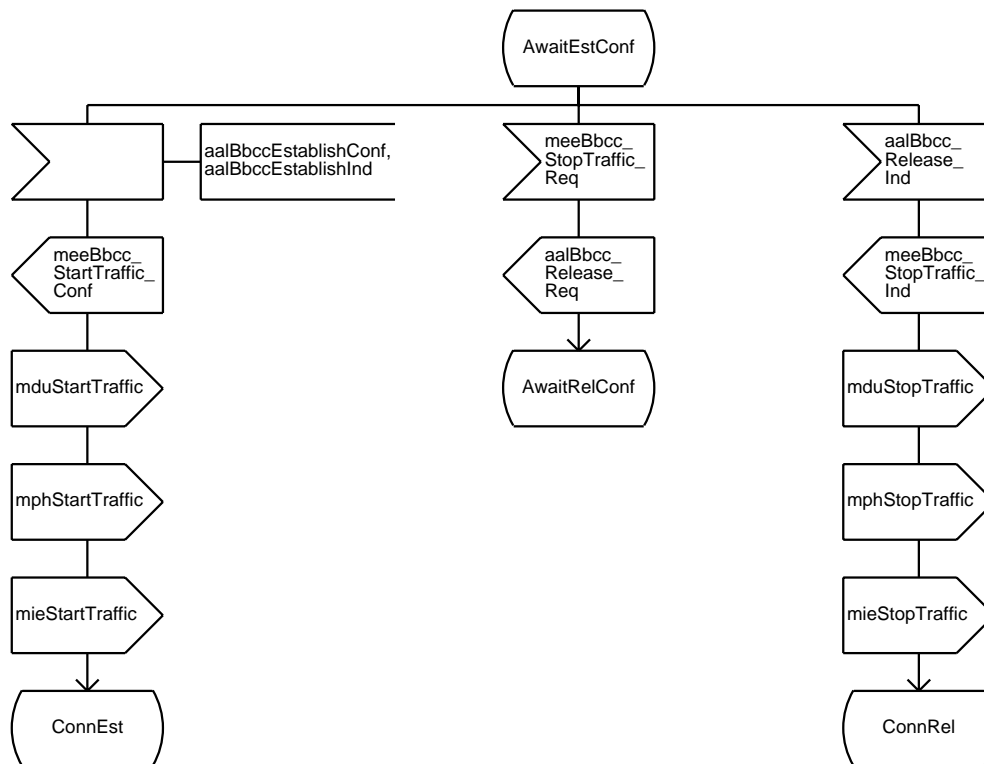 AwaitEstConf
aalBbccEstablishConf,
aalBbccEstablishInd
meeBbcc_
StopTraffic_
Req
aalBbcc_
Release_
Ind
meeBbcc_
StartTraffic_
Conf
aalBbcc_
Release_
Req
meeBbcc_
StopTraffic_
Ind
mduStartTraffic
AwaitRelConf
mduStopTraffic
mphStartTraffic
mphStopTraffic
mieStartTraffic
mieStopTraffic
ConnEst
ConnRel